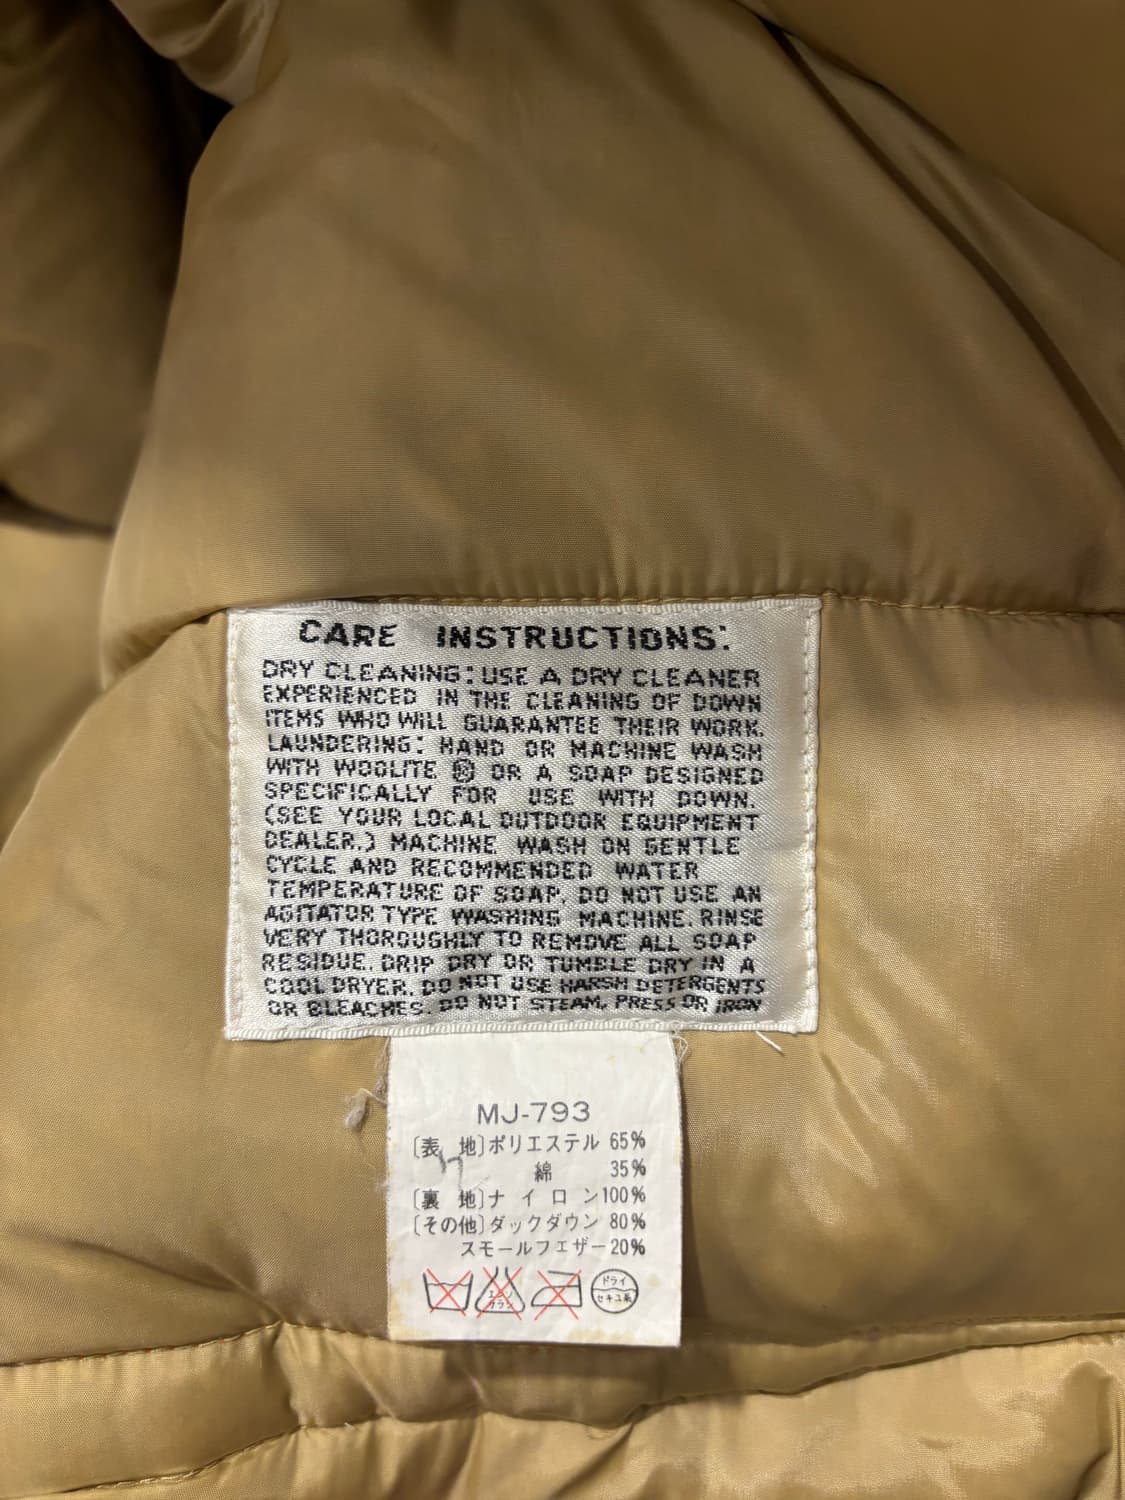 CARE INSTRUCTIONS:
DRY CLEANING: USE A DRY CLEANER
EXPERIENCED IN THE CLEANING OF DOWN
ITEMS WHO WILL GUARANTEE THEIR WORK.
LAUNDERING: HAND OR MACHINE WASH
WITH WOOLITE ® OR A SOAP DESIGNED
SPECIFICALLY FOR USE WITH DOWN.
(SEE YOUR LOCAL OUTDOOR EQUIPMENT
DEALER.) MACHINE WASH ON GENTLE
CYCLE AND RECOMMENDED WATER
TEMPERATURE OF SOAP. DO NOT USE AN
AGITATOR TYPE WASHING MACHINE. RINSE
VERY THOROUGHLY TO REMOVE ALL SOAP
RESIDUE. DRIP DRY OR TUMBLE DRY IN A
COOL DRYER. DO NOT USE HARSH DETERGENTS
OR BLEACHES. DO NOT STEAM, PRESS OR IRON
MJ-793
〔表 地〕ポリエステル 65%
綿 35%
〔裏 地〕ナイロン 100%
〔その他〕ダックダウン 80%
スモールフェザー 20%
エンソ
サラシ
ドライ
セキユ系